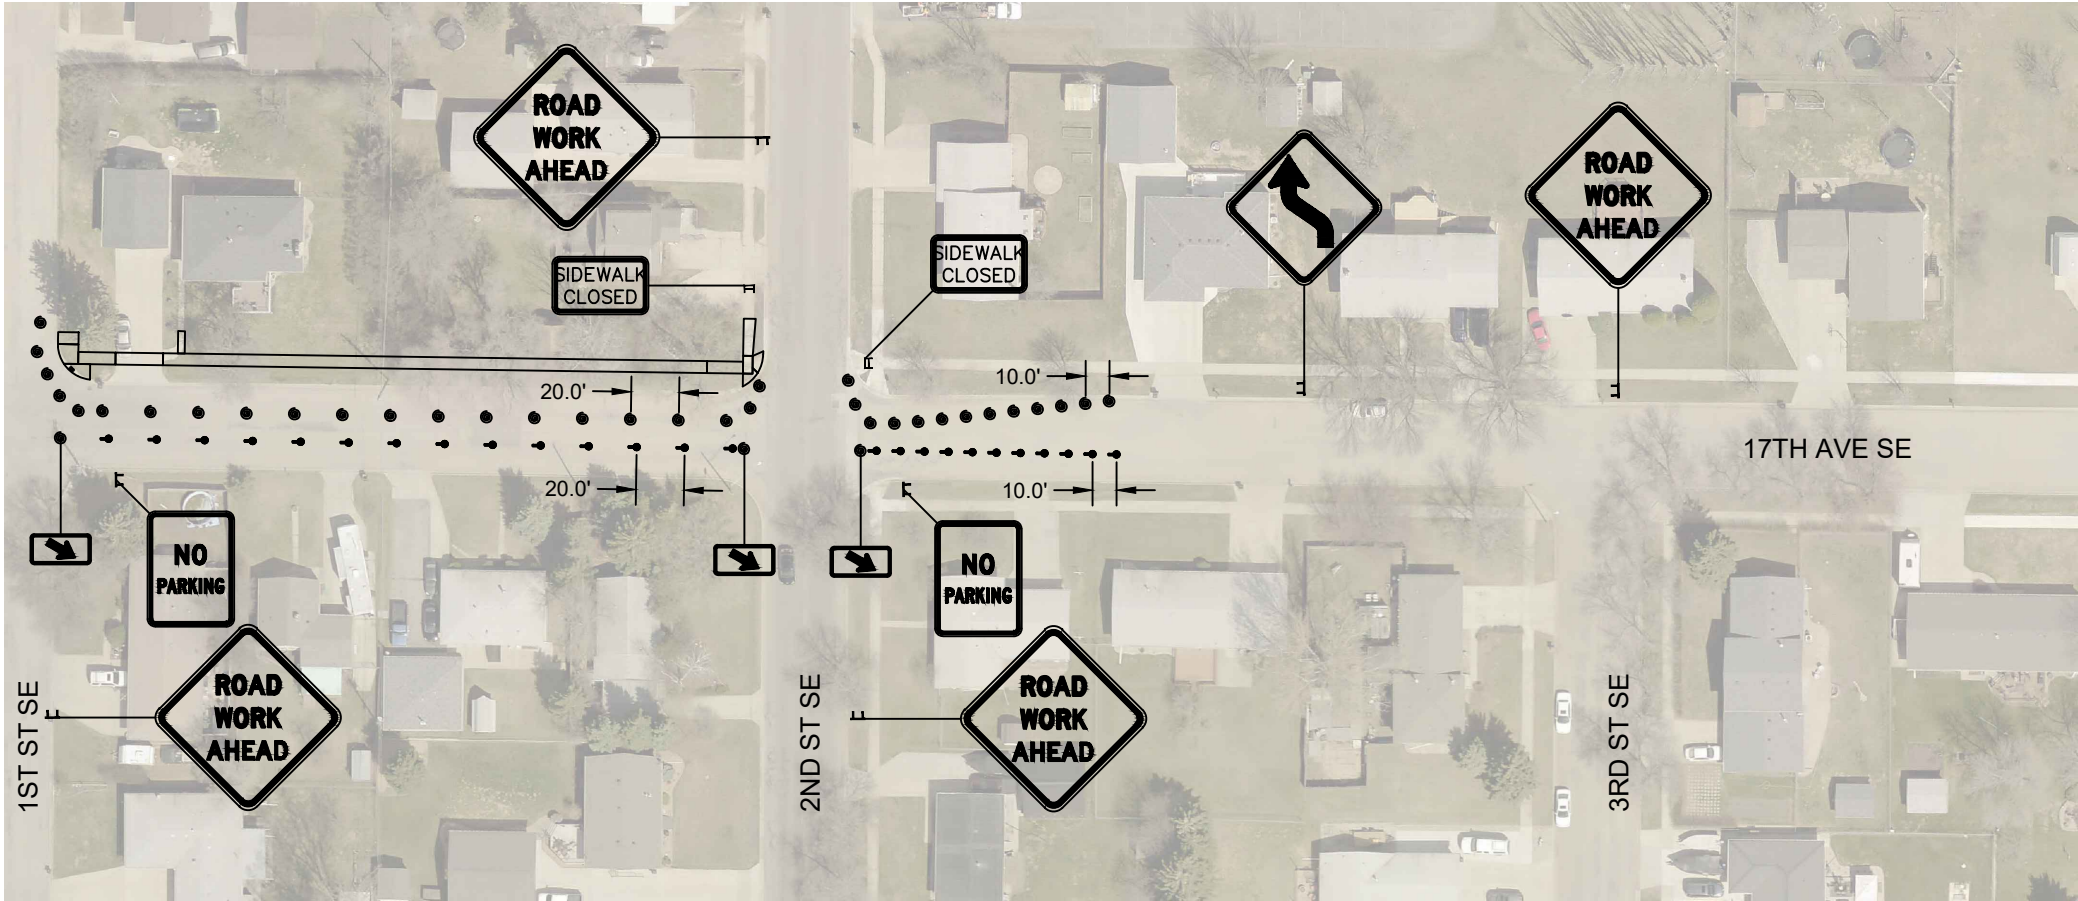 ROAD
WORK
AHEAD
ROAD
WORK
AHEAD
SIDEWALK
CLOSED
SIDEWALK
CLOSED
20.0'
10.0'
17TH AVE SE
20.0'
10.0'
NO
PARKING
NO
PARKING
ROAD
WORK
AHEAD
ROAD
WORK
AHEAD
1ST ST SE
2ND ST SE
3RD ST SE